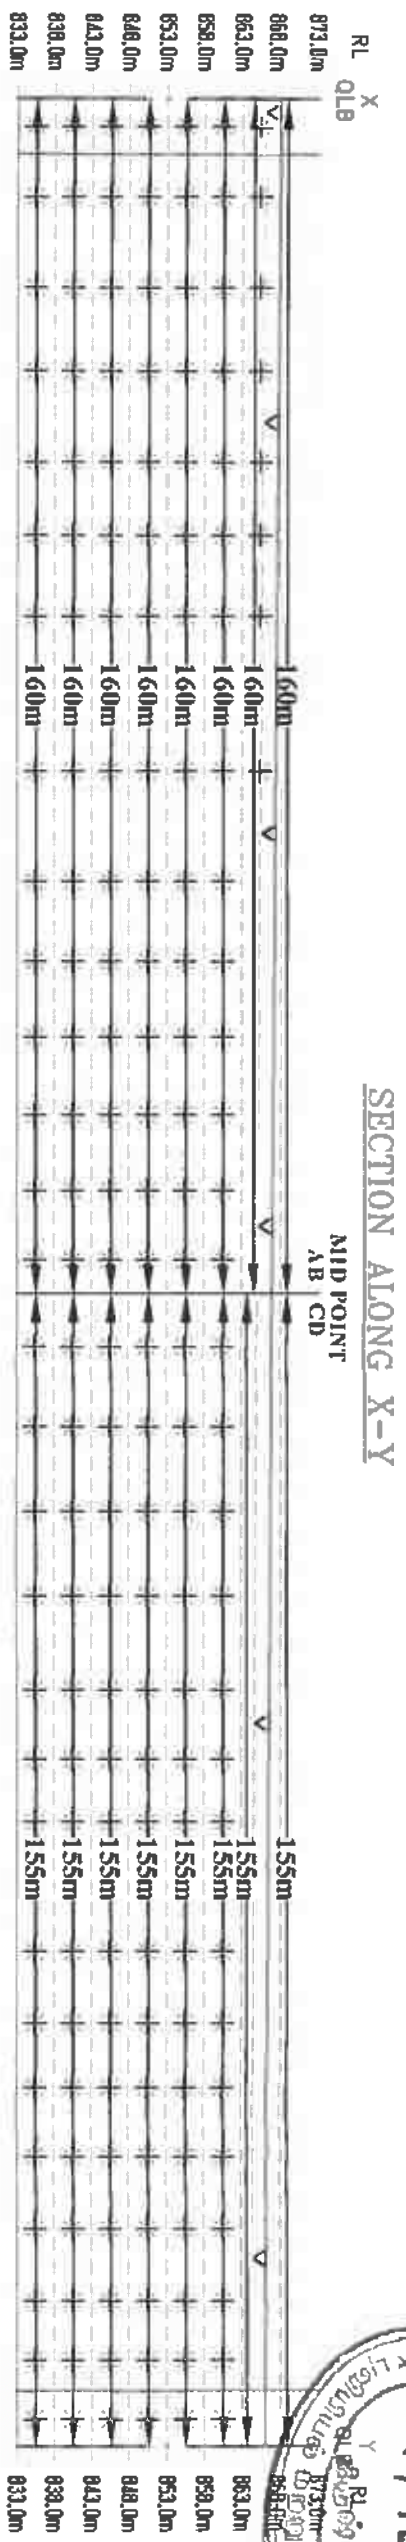 SECTION ALONG X-Y
X
QLB
RL
873.0m
868.0m
863.0m
858.0m
853.0m
848.0m
843.0m
838.0m
833.0m
V-I
V
V
V
V
V
MID POINT
AB CD
160m
160m
160m
160m
160m
160m
160m
160m
155m
155m
155m
155m
155m
155m
155m
155m
Y
RL
873.0m
863.0m
858.0m
853.0m
848.0m
843.0m
838.0m
833.0m